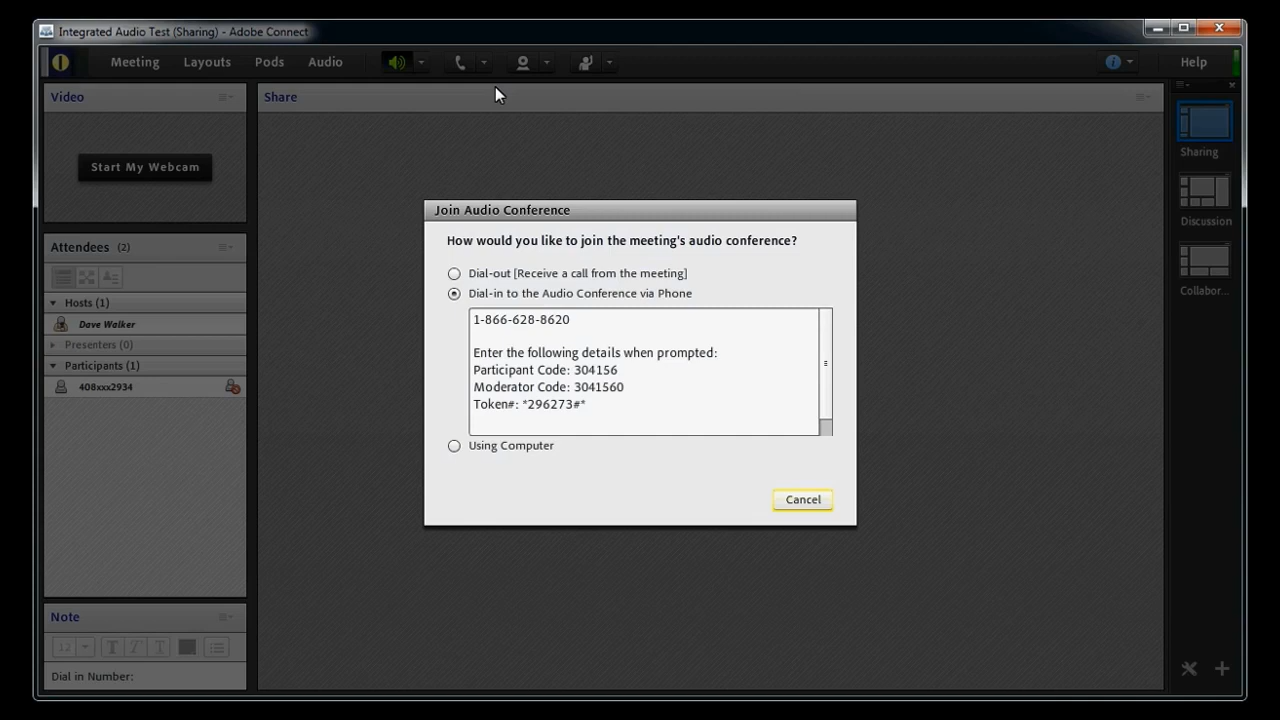 Integrated Audio Test (Sharing) - Adobe Connect
Meeting Layouts Pods Audio Help
Video
Start My Webcam
Attendees (2)
Hosts (1)
Dave Walker
Presenters (0)
Participants (1)
408xxx2934
Note
12
Dial in Number:
Share
Join Audio Conference
How would you like to join the meeting's audio conference?
Dial-out [Receive a call from the meeting]
Dial-in to the Audio Conference via Phone
1-866-628-8620
Enter the following details when prompted:
Participant Code: 304156
Moderator Code: 3041560
Token#: *296273#*
Using Computer
Cancel
Sharing
Discussion
Collabor...